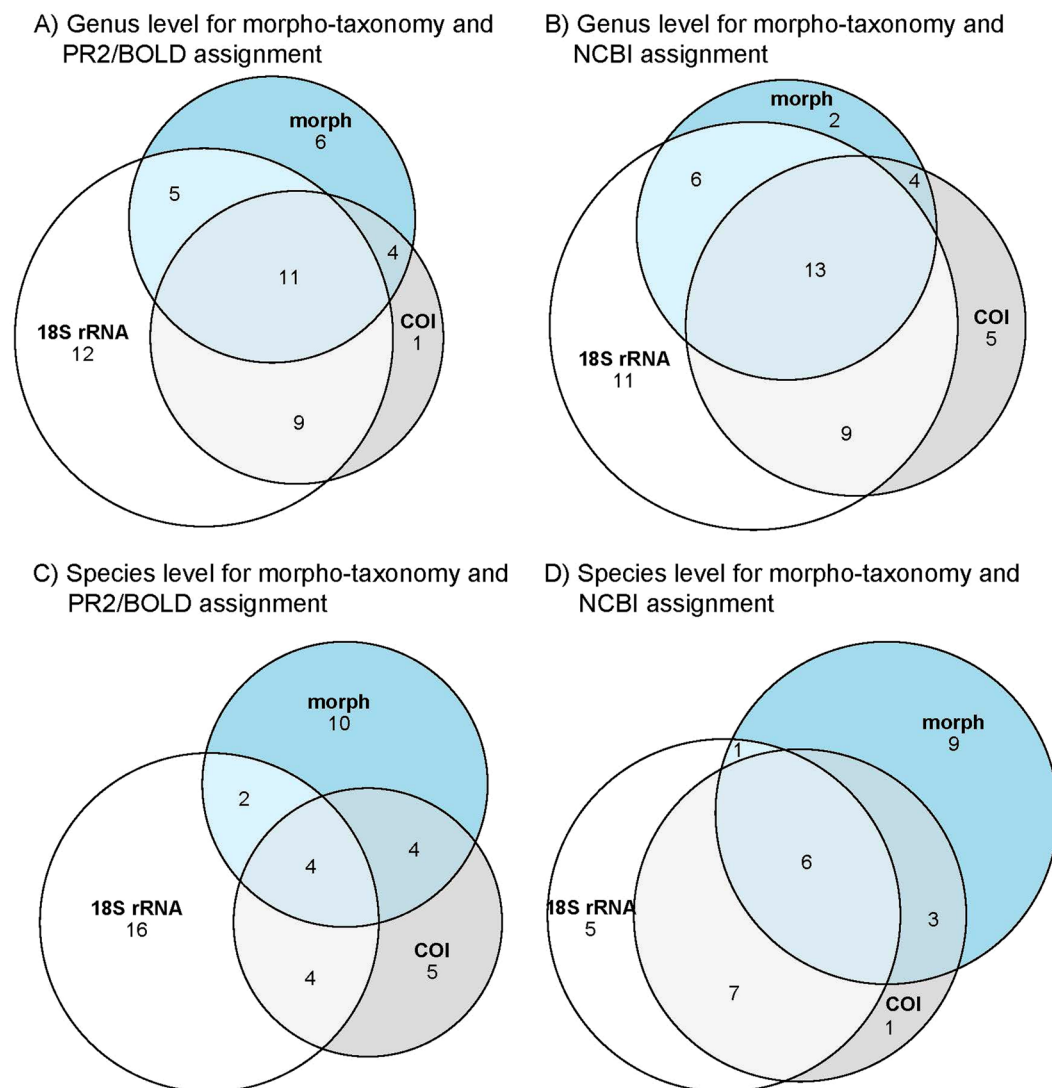 A) Genus level for morpho-taxonomy and
PR2/BOLD assignment
morph
6
5
4
11
18S rRNA
12
COI
1
9
B) Genus level for morpho-taxonomy and
NCBI assignment
morph
2
6
4
13
18S rRNA
11
COI
5
9
C) Species level for morpho-taxonomy and
PR2/BOLD assignment
morph
10
2
4
4
18S rRNA
16
COI
5
4
D) Species level for morpho-taxonomy and
NCBI assignment
morph
9
1
6
18S rRNA
5
3
7
COI
1